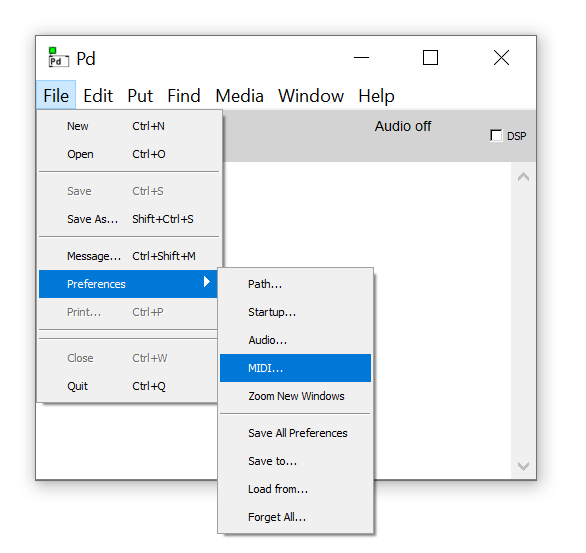 Pd Pd
File Edit Put Find Media Window Help
Audio off
DSP
New Ctrl+N
Open Ctrl+O
Save Ctrl+S
Save As... Shift+Ctrl+S
Message... Ctrl+Shift+M
Preferences
Print... Ctrl+P
Close Ctrl+W
Quit Ctrl+Q
Path...
Startup...
Audio...
MIDI...
Zoom New Windows
Save All Preferences
Save to...
Load from...
Forget All...